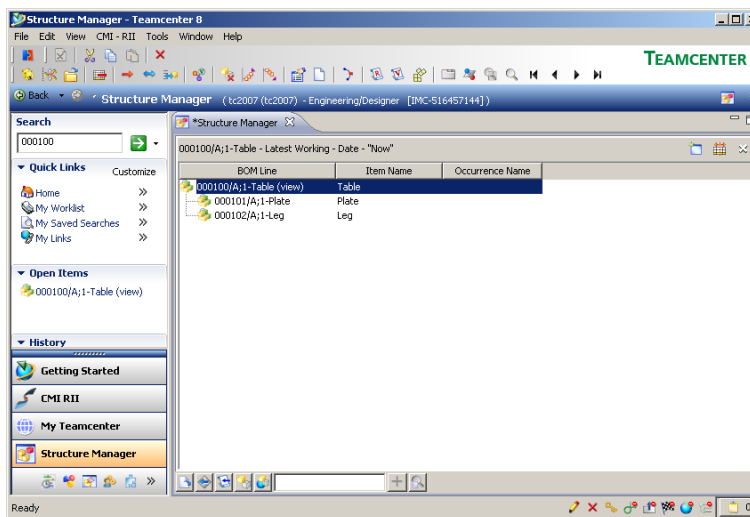 Structure Manager - Teamcenter 8
File Edit View CMI - RII Tools Window Help
TEAMCENTER
Back Structure Manager ( tc2007 (tc2007) - Engineering/Designer [IMC-516457144] )
Search
000100
Quick Links Customize
Home
My Worklist
My Saved Searches
My Links
Open Items
000100/A;1-Table (view)
History
Getting Started
CMI RII
My Teamcenter
Structure Manager
*Structure Manager
000100/A;1-Table - Latest Working - Date - "Now"
BOM Line Item Name Occurrence Name
000100/A;1-Table (view) Table
000101/A;1-Plate Plate
000102/A;1-Leg Leg
Ready